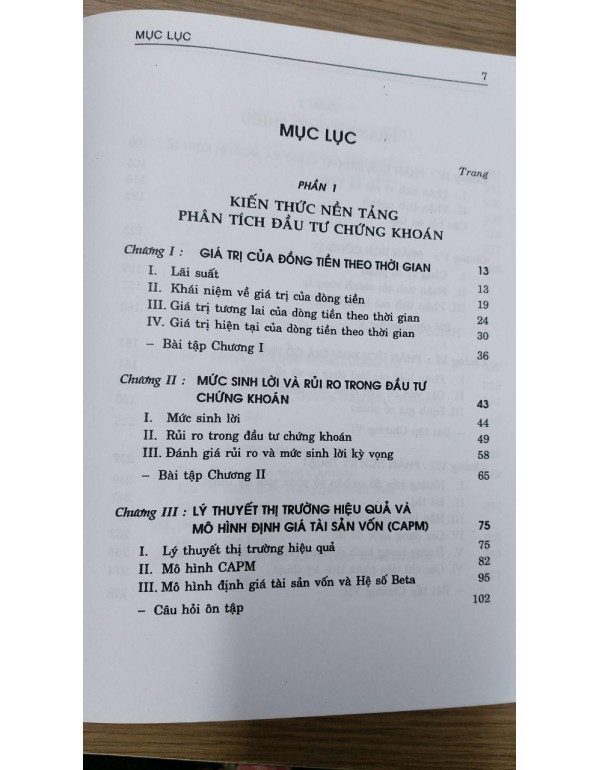 MỤC LỤC
7
MỤC LỤC
Trang
PHẦN 1
KIẾN THỨC NỀN TẢNG
PHÂN TÍCH ĐẦU TƯ CHỨNG KHOÁN
Chương I : GIÁ TRỊ CỦA ĐỒNG TIỀN THEO THỜI GIAN 13
I. Lãi suất 13
II. Khái niệm về giá trị của dòng tiền 19
III. Giá trị tương lai của dòng tiền theo thời gian 24
IV. Giá trị hiện tại của dòng tiền theo thời gian 30
– Bài tập Chương I 36
Chương II : MỨC SINH LỜI VÀ RỦI RO TRONG ĐẦU TƯ
CHỨNG KHOÁN 43
I. Mức sinh lời 44
II. Rủi ro trong đầu tư chứng khoán 49
III. Đánh giá rủi ro và mức sinh lời kỳ vọng 58
– Bài tập Chương II 65
Chương III : LÝ THUYẾT THỊ TRƯỜNG HIỆU QUẢ VÀ
MÔ HÌNH ĐỊNH GIÁ TÀI SẢN VỐN (CAPM) 75
I. Lý thuyết thị trường hiệu quả 75
II. Mô hình CAPM 82
III. Mô hình định giá tài sản vốn và Hệ số Beta 95
– Câu hỏi ôn tập 102